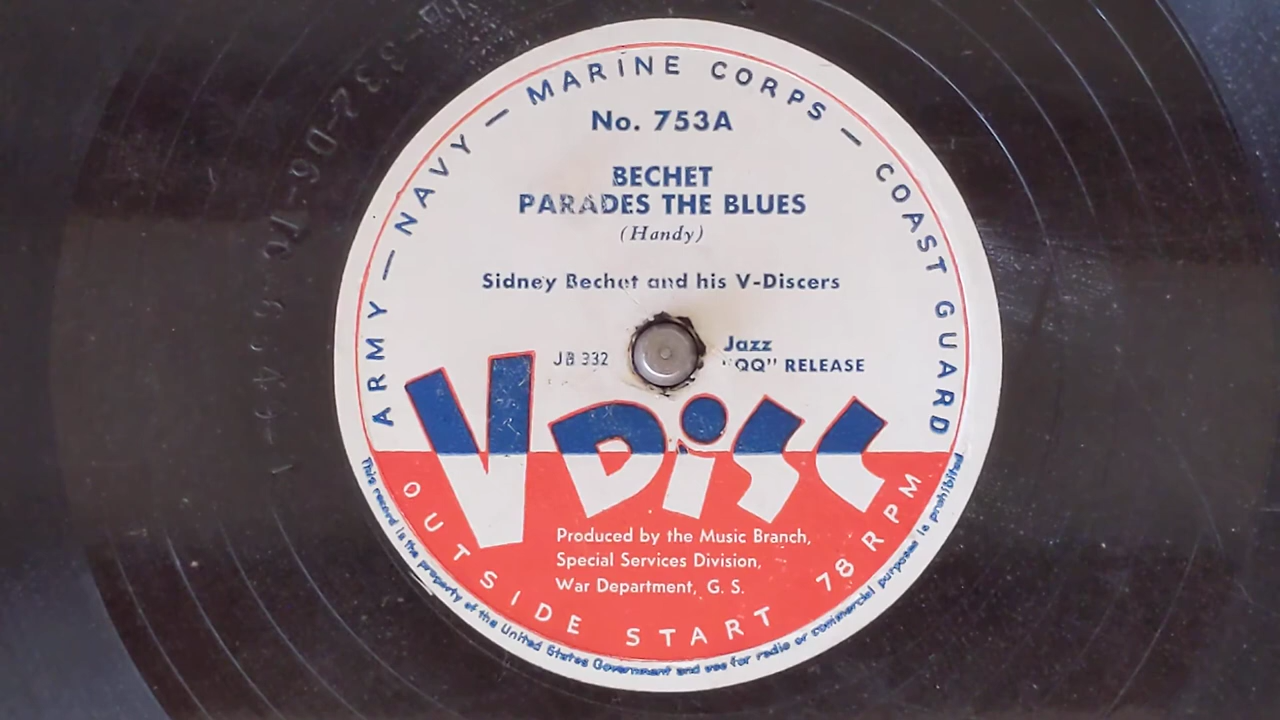 ARMY — NAVY — MARINE CORPS — COAST GUARD
No. 753A
BECHET
PARADES THE BLUES
(Handy)
Sidney Bechet and his V-Discers
JB 332
Jazz
"QQ" RELEASE
V DiSC
Produced by the Music Branch,
Special Services Division,
War Department, G. S.
OUTSIDE START 78 RPM
This record is the property of the United States Government and use for radio or commercial purposes is prohibited